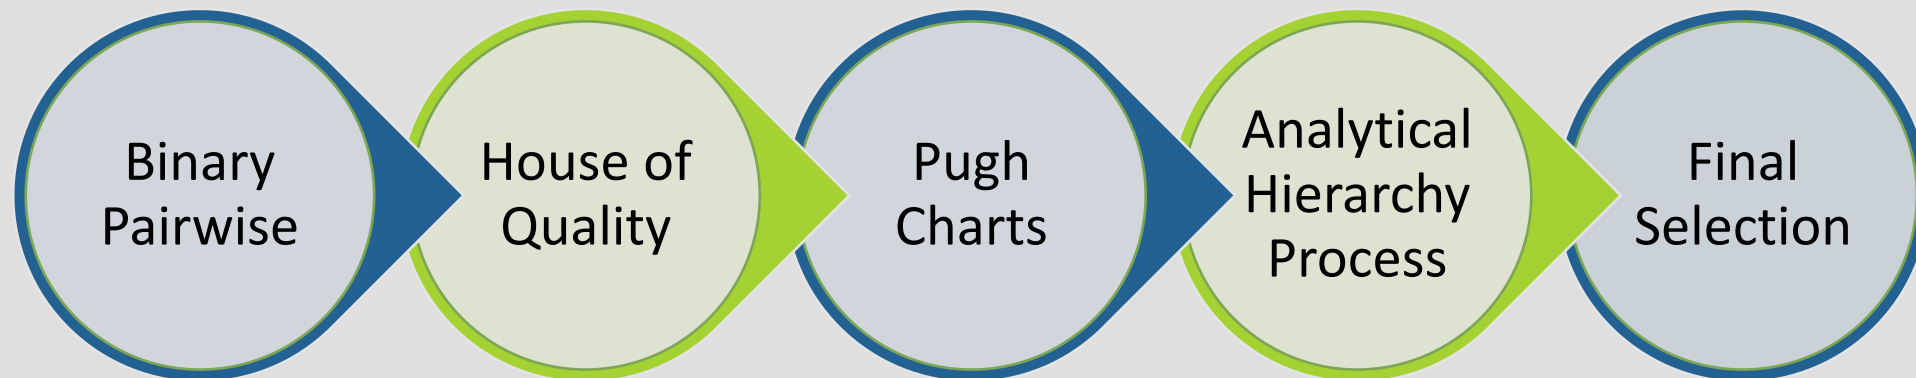 Binary
Pairwise
House of
Quality
Pugh
Charts
Analytical
Hierarchy
Process
Final
Selection